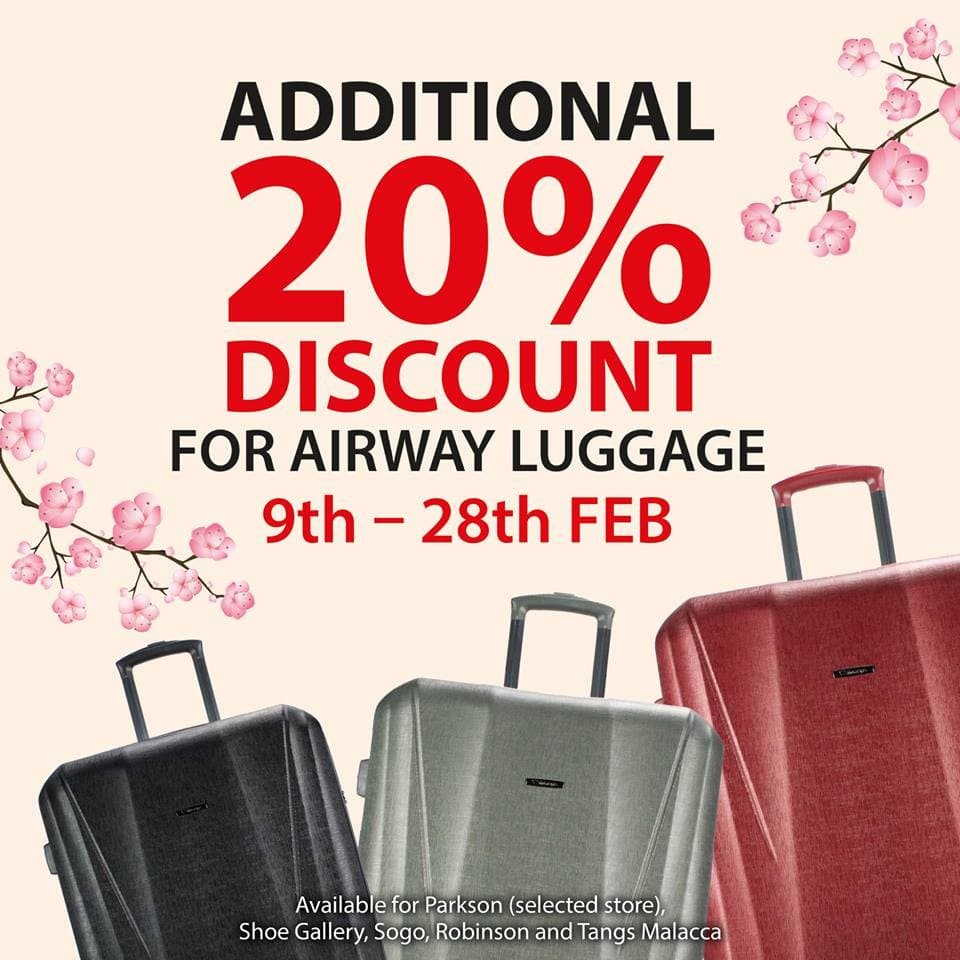 ADDITIONAL
20%
DISCOUNT
FOR AIRWAY LUGGAGE
9th – 28th FEB
Available for Parkson (selected store),
Shoe Gallery, Sogo, Robinson and Tangs Malacca